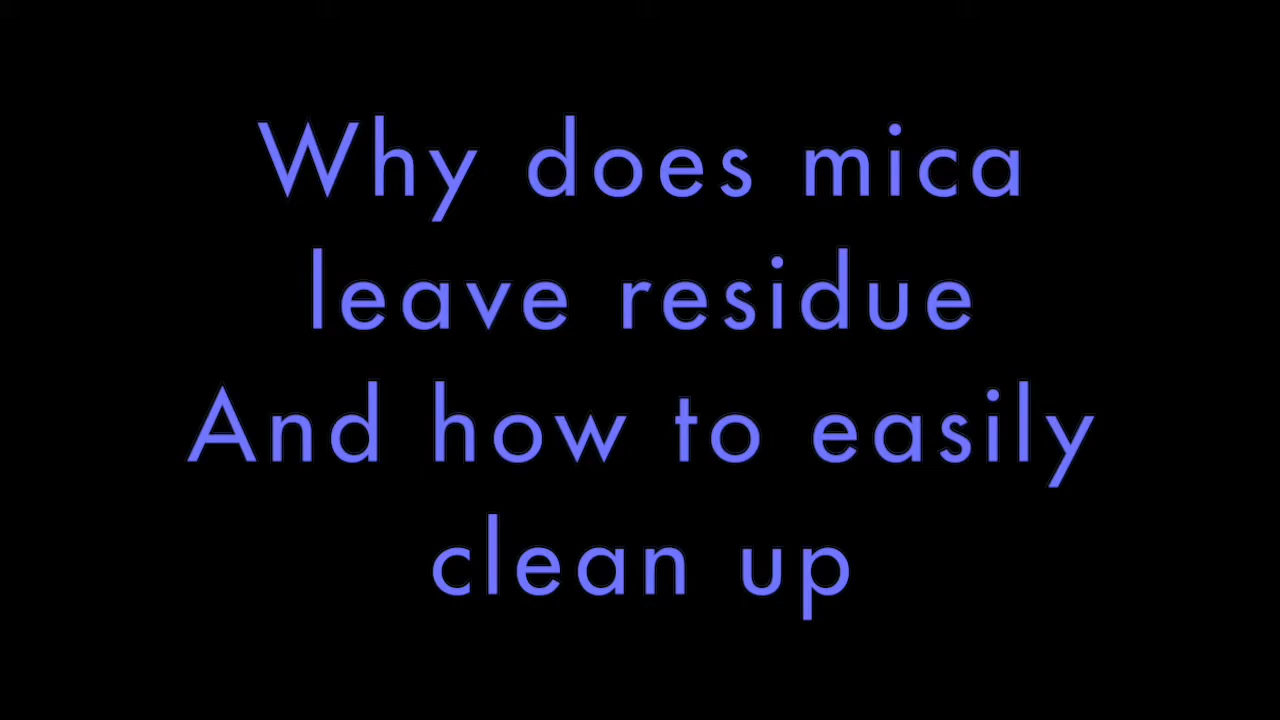 Why does mica
leave residue
And how to easily
clean up